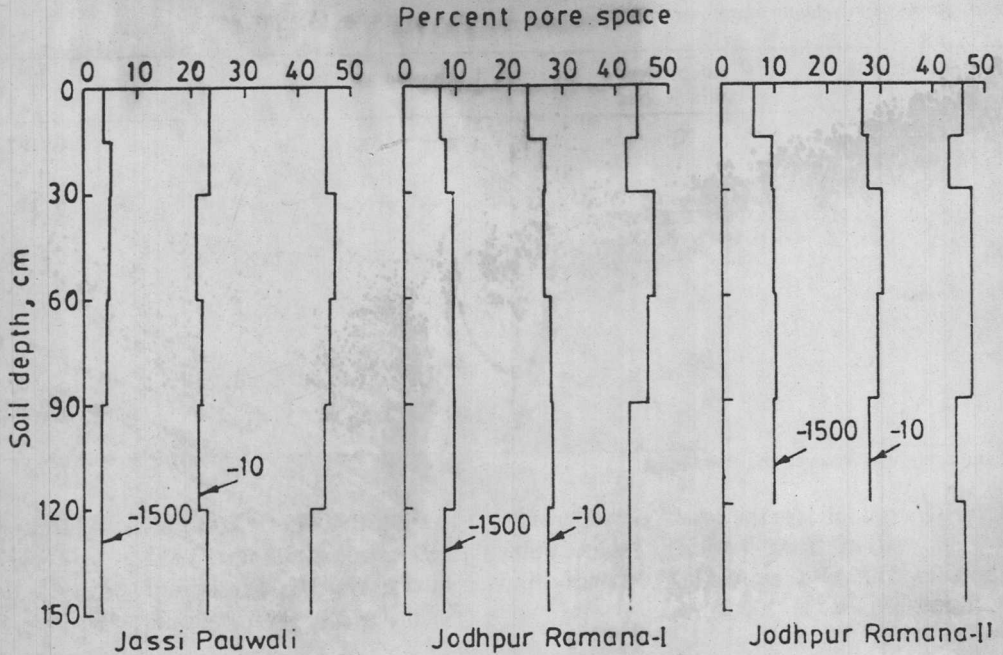 Percent pore space
0 10 20 30 40 50 0 10 20 30 40 50 0 10 20 30 40 50
0
30
60
90
120
150
Soil depth, cm
-1500
-10
-1500
-10
-1500
-10
Jassi Pauwali
Jodhpur Ramana-I
Jodhpur Ramana-II